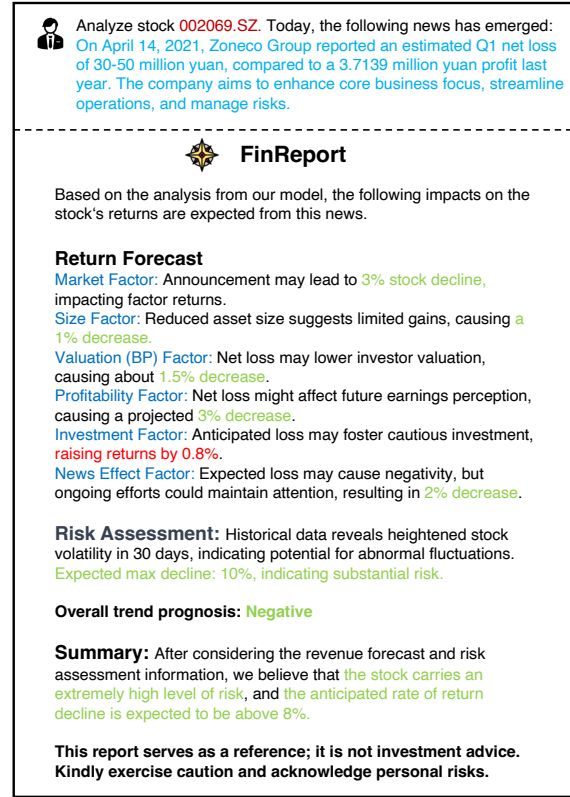 Analyze stock 002069.SZ. Today, the following news has emerged:
On April 14, 2021, Zoneco Group reported an estimated Q1 net loss
of 30-50 million yuan, compared to a 3.7139 million yuan profit last
year. The company aims to enhance core business focus, streamline
operations, and manage risks.
FinReport
Based on the analysis from our model, the following impacts on the
stock‘s returns are expected from this news.
Return Forecast
Market Factor: Announcement may lead to 3% stock decline,
impacting factor returns.
Size Factor: Reduced asset size suggests limited gains, causing a
1% decrease.
Valuation (BP) Factor: Net loss may lower investor valuation,
causing about 1.5% decrease.
Profitability Factor: Net loss might affect future earnings perception,
causing a projected 3% decrease.
Investment Factor: Anticipated loss may foster cautious investment,
raising returns by 0.8%.
News Effect Factor: Expected loss may cause negativity, but
ongoing efforts could maintain attention, resulting in 2% decrease.
Risk Assessment: Historical data reveals heightened stock
volatility in 30 days, indicating potential for abnormal fluctuations.
Expected max decline: 10%, indicating substantial risk.
Overall trend prognosis: Negative
Summary: After considering the revenue forecast and risk
assessment information, we believe that the stock carries an
extremely high level of risk, and the anticipated rate of return
decline is expected to be above 8%.
This report serves as a reference; it is not investment advice.
Kindly exercise caution and acknowledge personal risks.